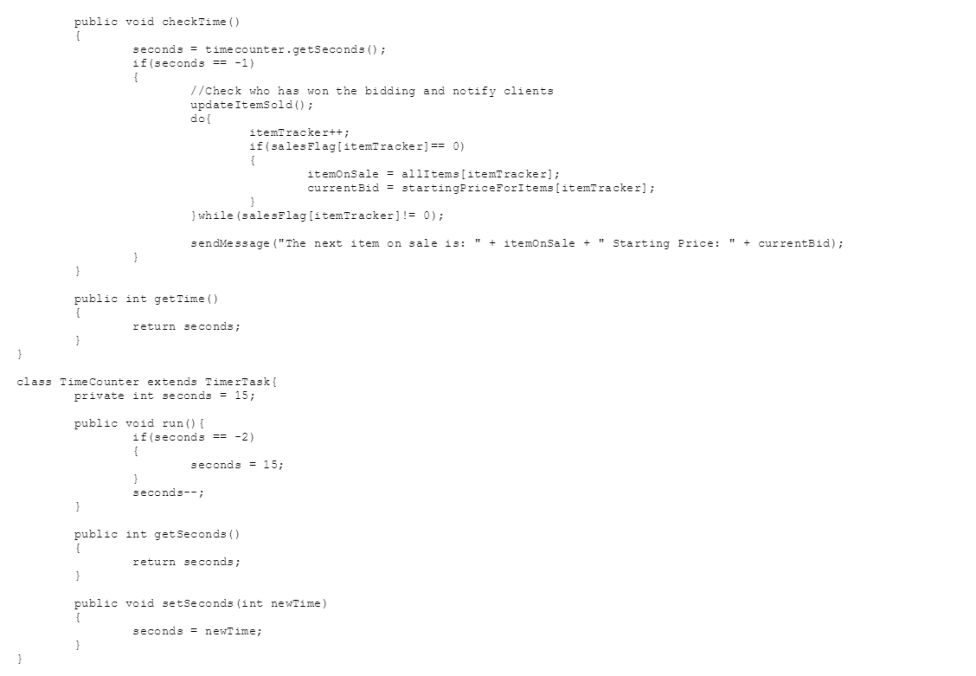 public void checkTime()
{
seconds = timecounter.getSeconds();
if(seconds == -1)
{
//Check who has won the bidding and notify clients
updateItemSold();
do{
itemTracker++;
if(salesFlag[itemTracker]== 0)
{
itemOnSale = allItems[itemTracker];
currentBid = startingPriceForItems[itemTracker];
}
}while(salesFlag[itemTracker]!= 0);
sendMessage("The next item on sale is: " + itemOnSale + " Starting Price: " + currentBid);
}
}
public int getTime()
{
return seconds;
}
}
class TimeCounter extends TimerTask{
private int seconds = 15;
public void run(){
if(seconds == -2)
{
seconds = 15;
}
seconds--;
}
public int getSeconds()
{
return seconds;
}
public void setSeconds(int newTime)
{
seconds = newTime;
}
}